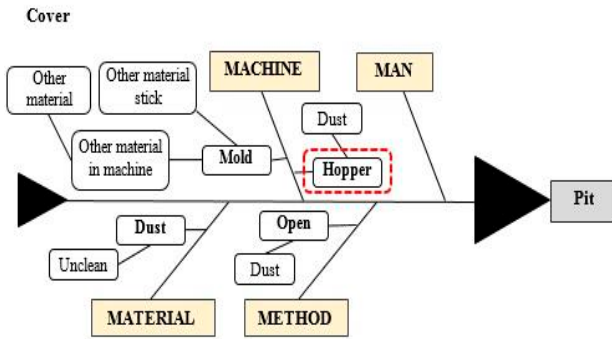 Cover
Other
material
Other material
stick
MACHINE
MAN
Dust
Other material
in machine
Mold
Hopper
Pit
Dust
Open
Unclean
Dust
MATERIAL
METHOD